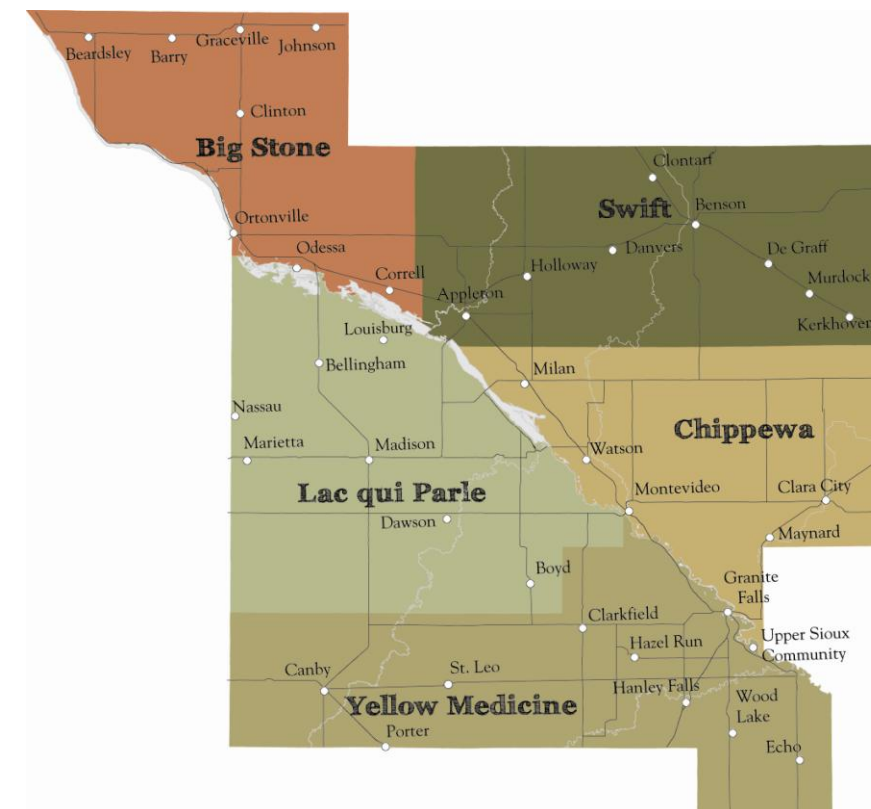 Graceville
Johnson
Beardsley
Barry
Clinton
Big Stone
Clontarf
Swift
Benson
Ortonville
Odessa
Danvers
De Graff
Holloway
Correll
Murdock
Appleton
Kerkhoven
Louisburg
Bellingham
Milan
Nassau
Chippewa
Marietta
Madison
Watson
Lac qui Parle
Montevideo
Clara City
Dawson
Maynard
Boyd
Granite
Falls
Clarkfield
Hazel Run
Upper Sioux
Community
Canby
St. Leo
Hanley Falls
Wood
Lake
Yellow Medicine
Porter
Echo